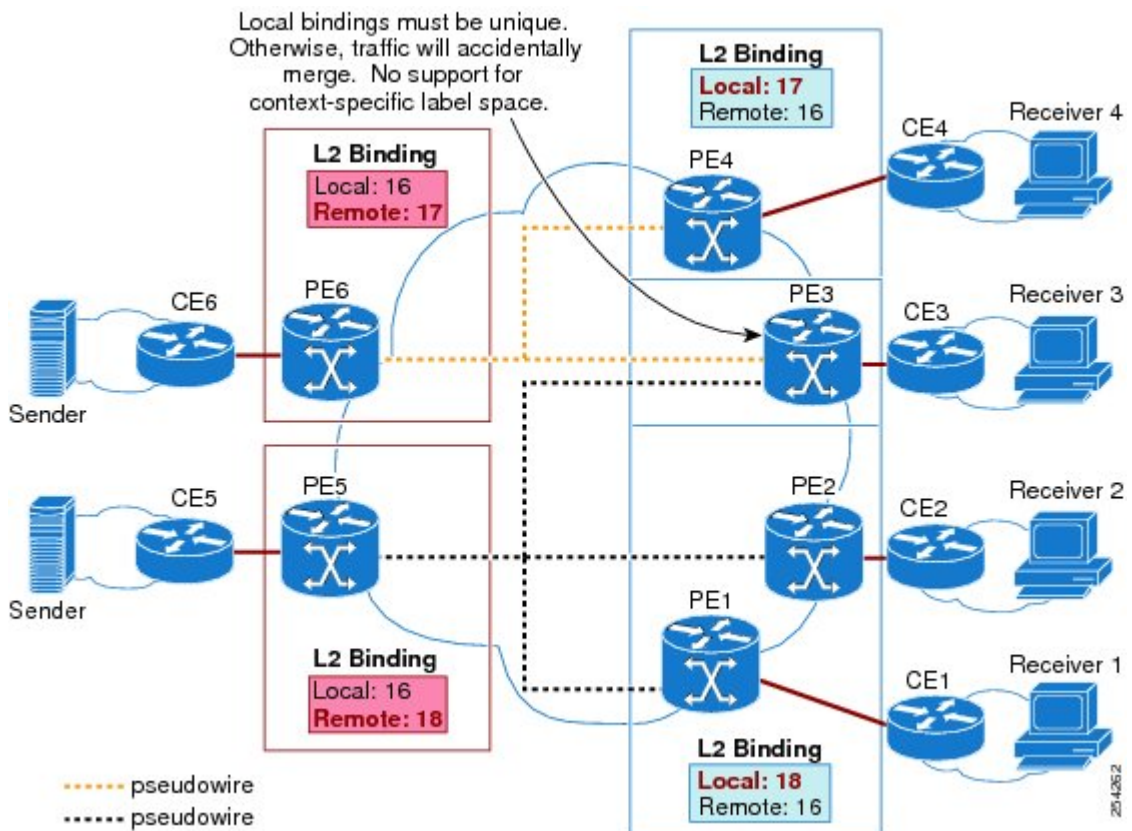 Local bindings must be unique.
Otherwise, traffic will accidentally
merge. No support for
context-specific label space.
L2 Binding
Local: 17
Remote: 16
CE4
Receiver 4
PE4
L2 Binding
Local: 16
Remote: 17
CE6
PE6
PE3
CE3
Receiver 3
Sender
CE5
PE5
PE2
CE2
Receiver 2
Sender
PE1
L2 Binding
Local: 16
Remote: 18
CE1
Receiver 1
L2 Binding
Local: 18
Remote: 16
pseudowire
pseudowire
254262